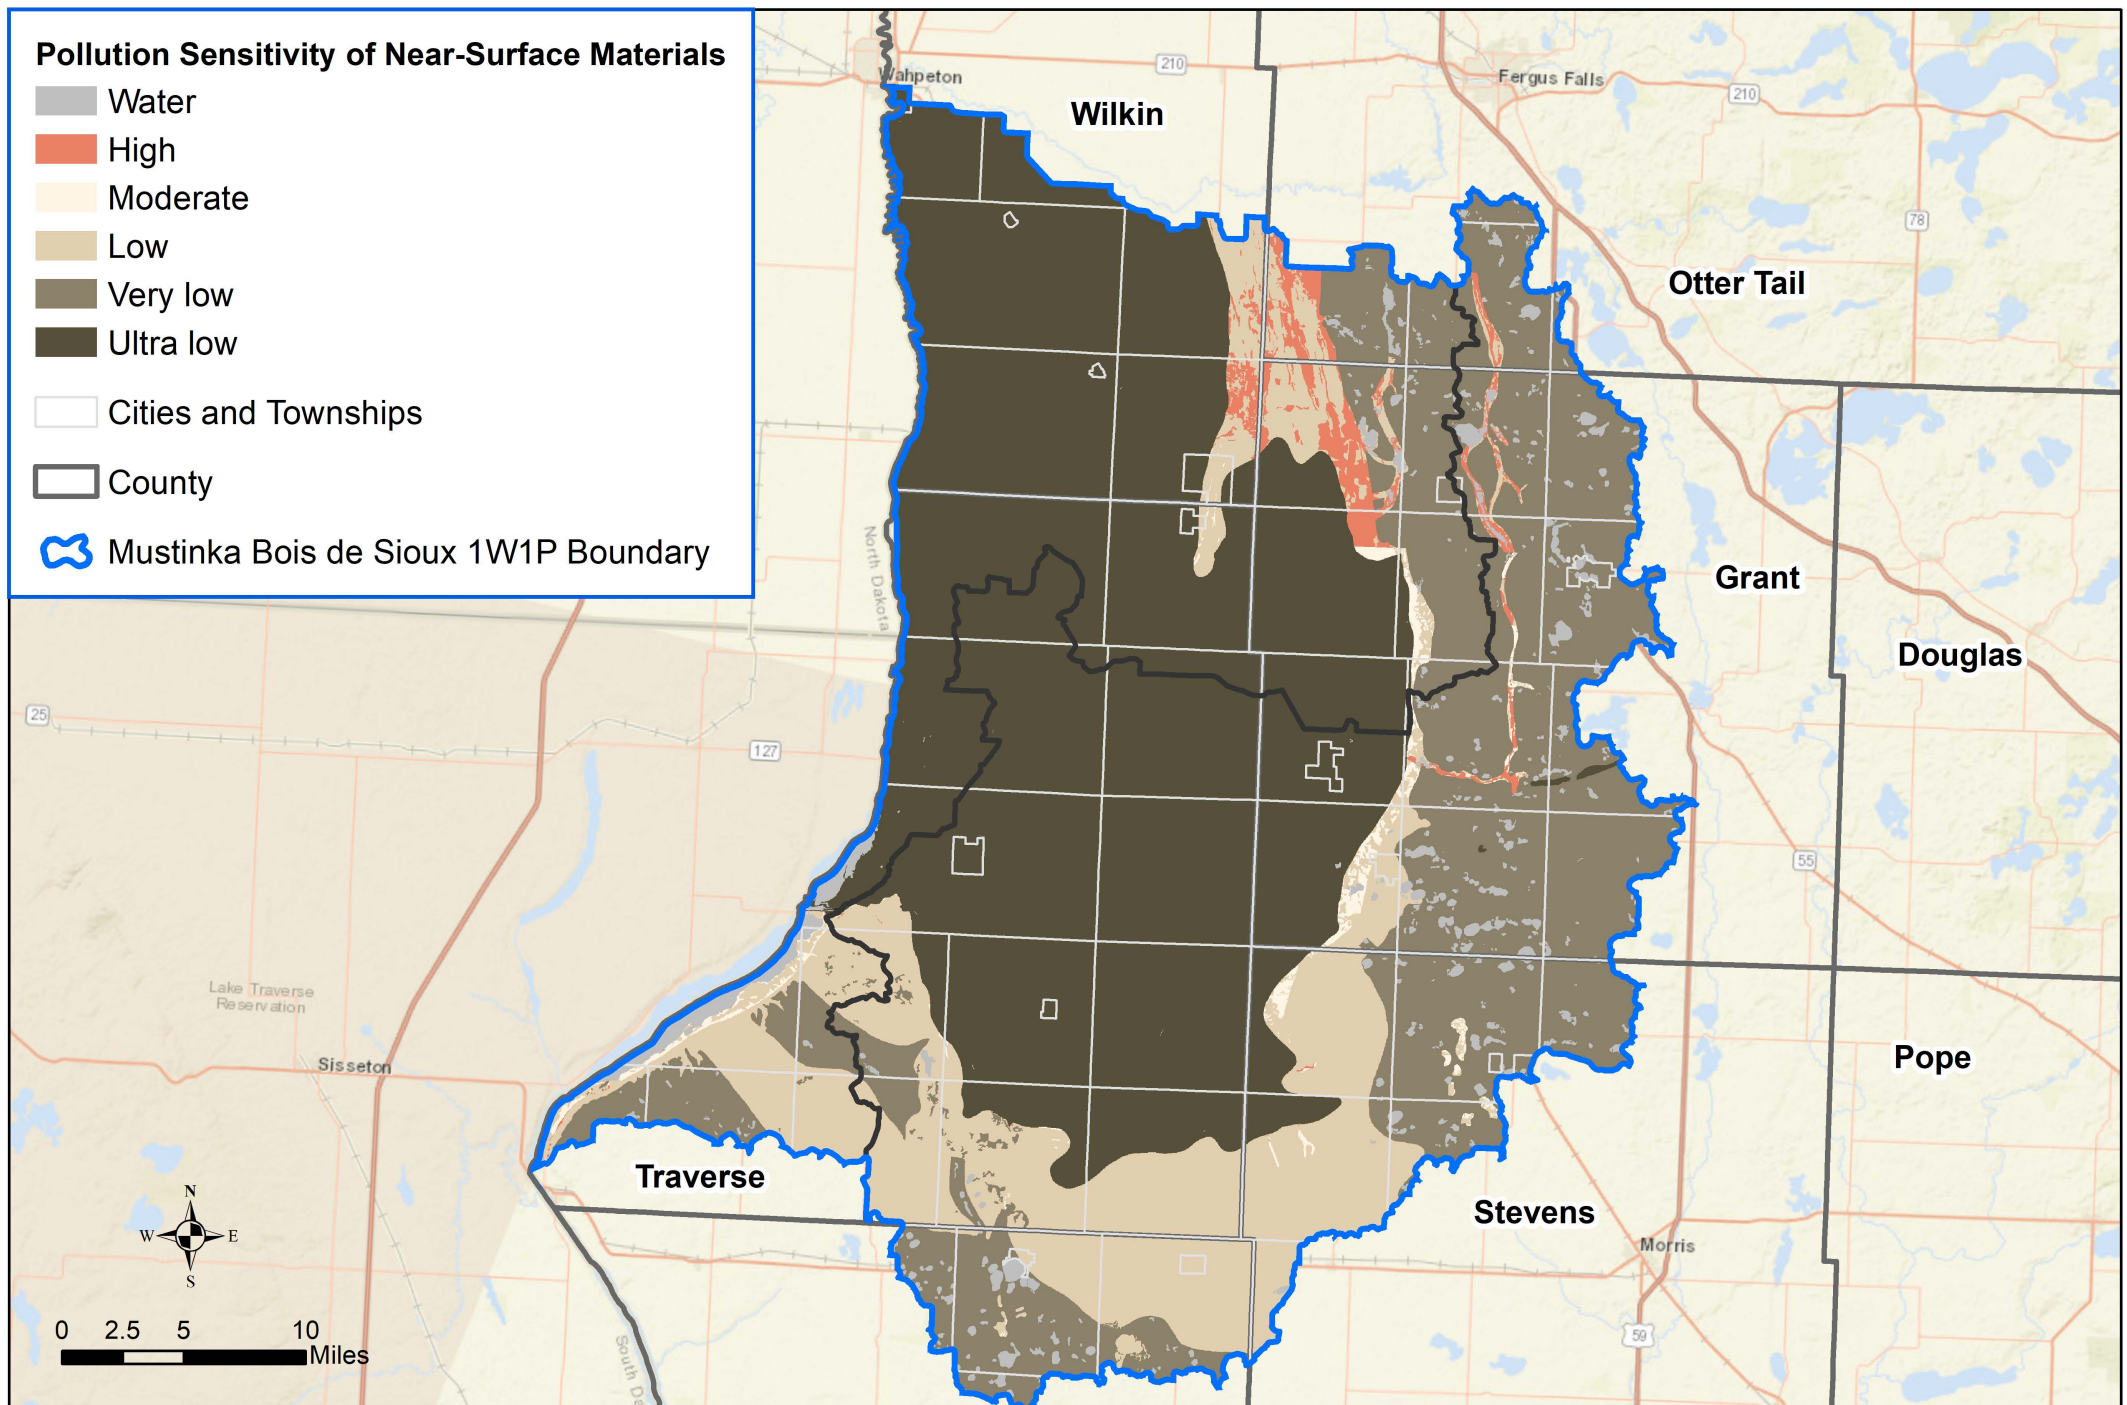 Pollution Sensitivity of Near-Surface Materials
Water
High
Moderate
Low
Very low
Ultra low
Cities and Townships
County
Mustinka Bois de Sioux 1W1P Boundary
Wahpeton
210
Wilkin
Fergus Falls
210
78
Otter Tail
North Dakota
Grant
Douglas
25
127
55
Lake Traverse
Reservation
Sisseton
Pope
Traverse
Stevens
Morris
N
W
E
S
59
0 2.5 5 10
Miles
South Da